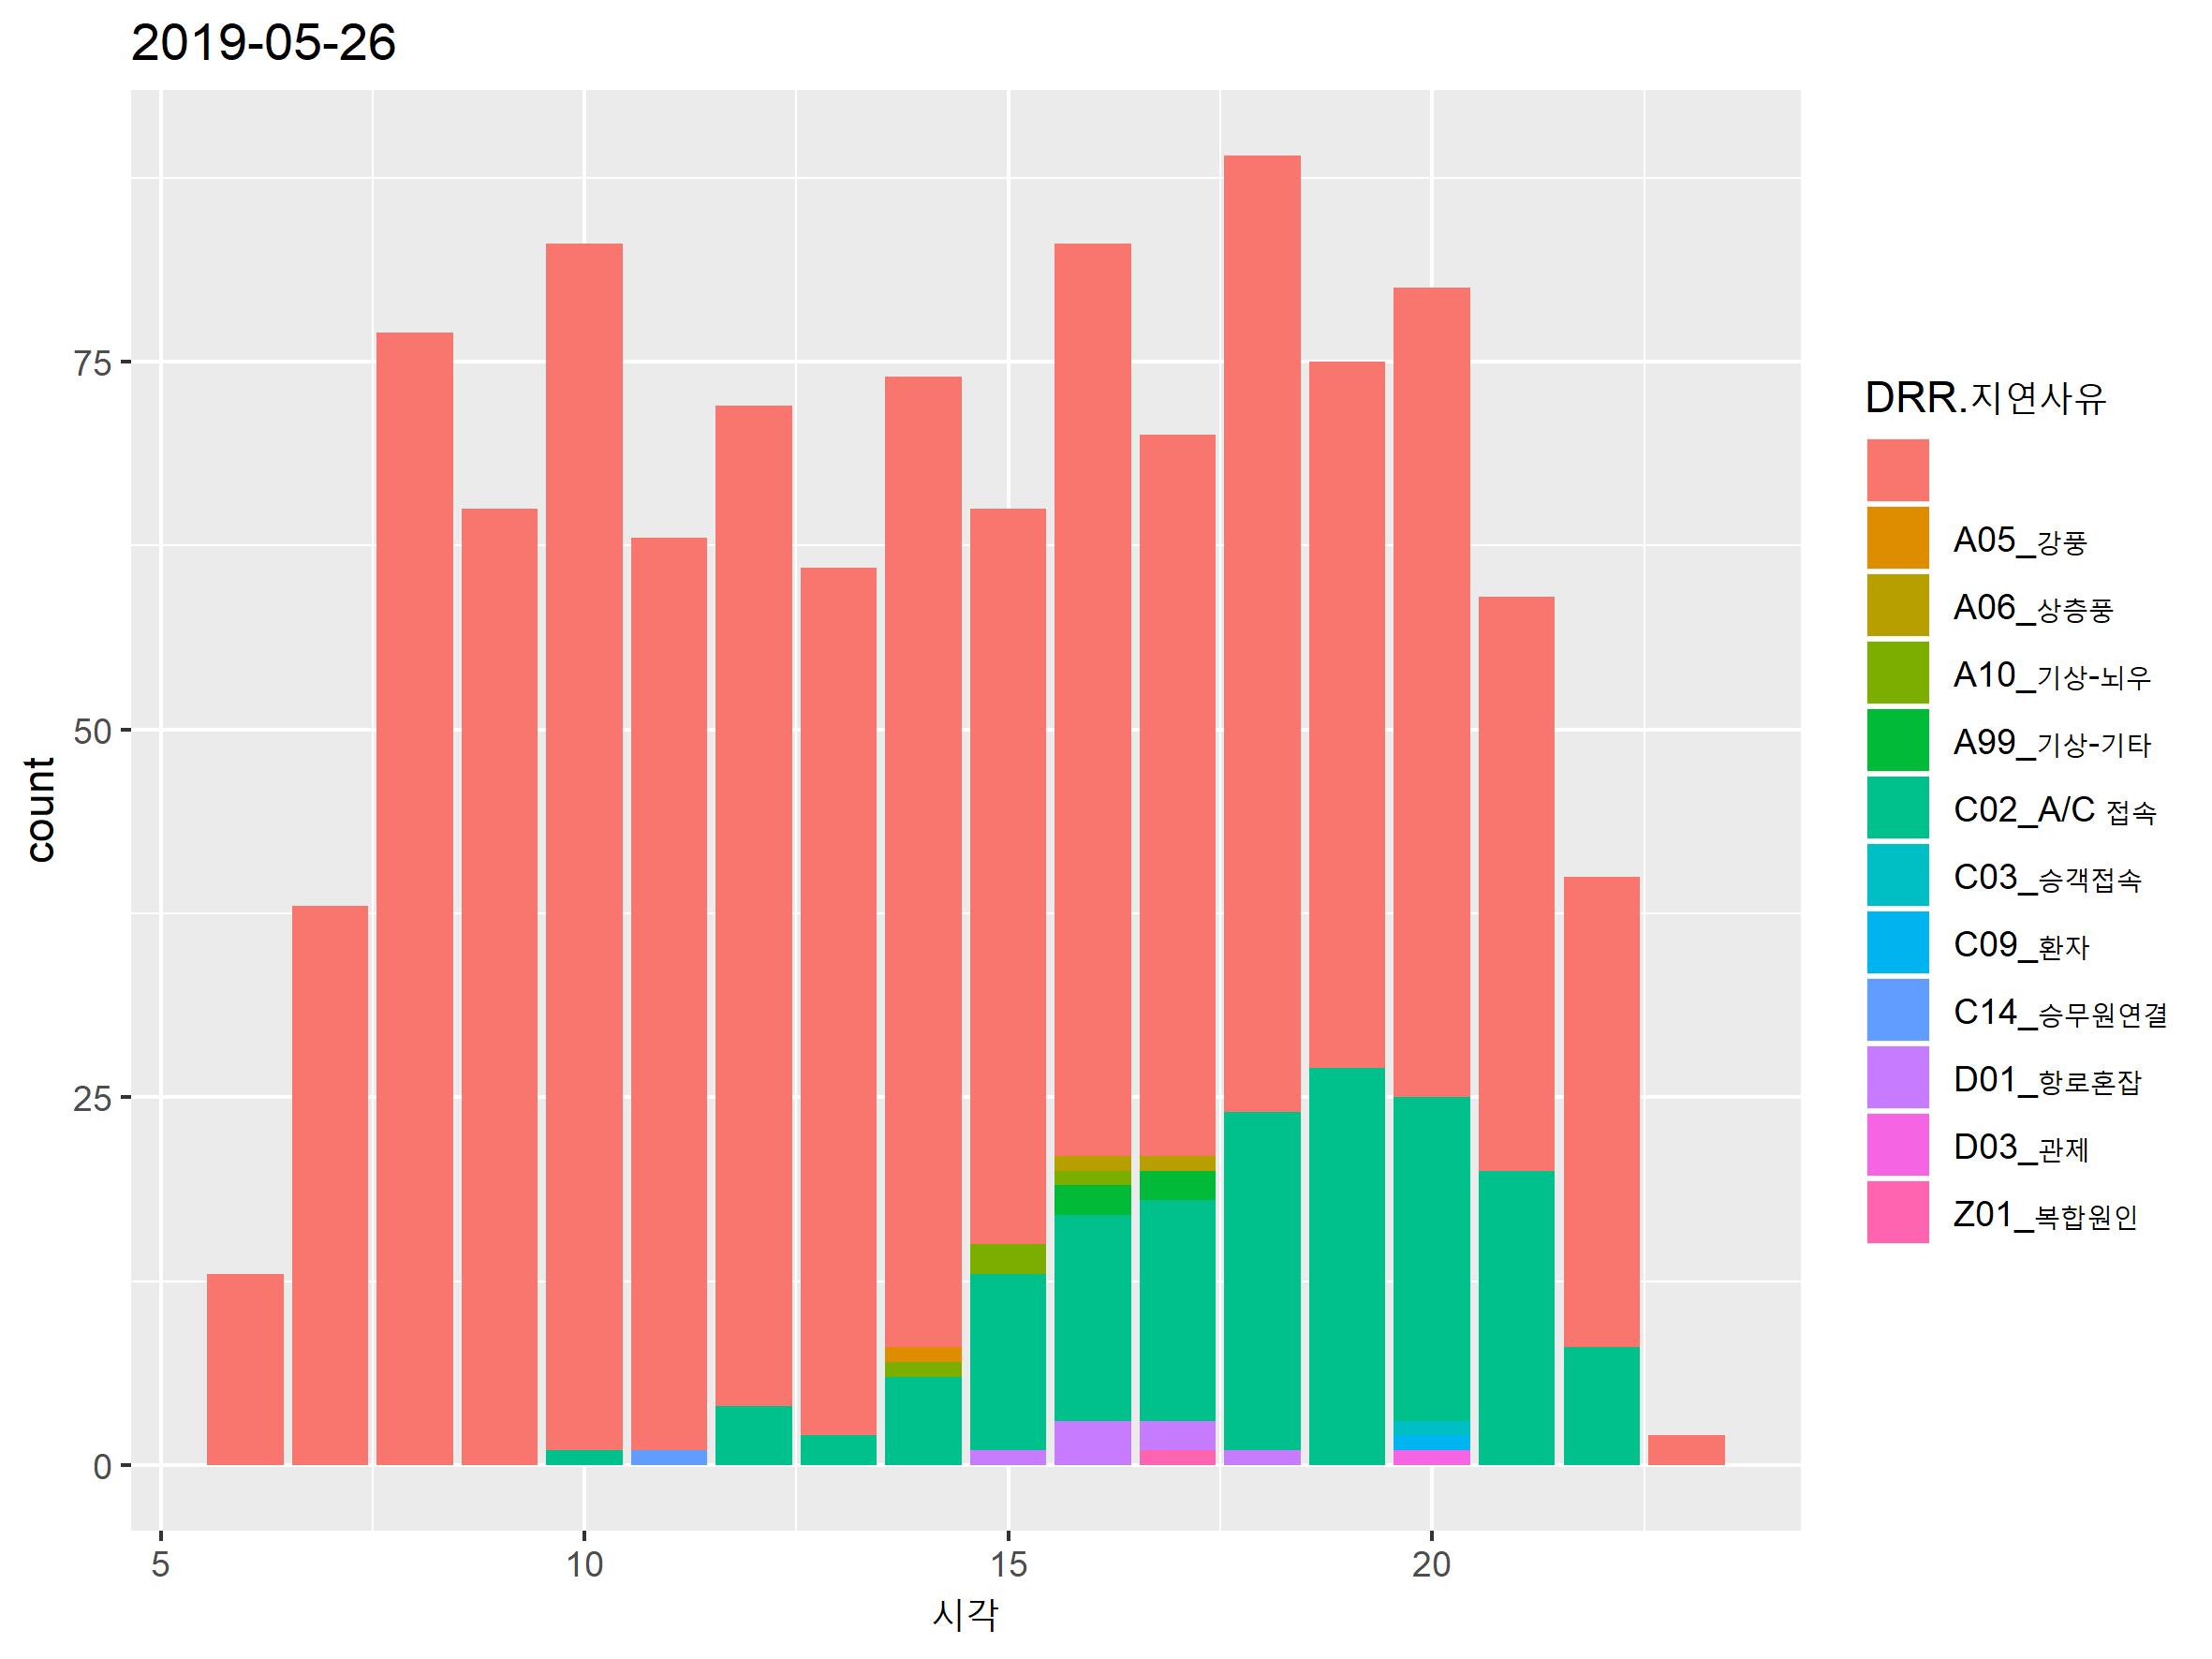 2019-05-26
75
50
25
0
count
5
10
15
20
시각
DRR.지연사유
A05_강풍
A06_상층풍
A10_기상-뇌우
A99_기상-기타
C02_A/C 접속
C03_승객접속
C09_환자
C14_승무원연결
D01_항로혼잡
D03_관제
Z01_복합원인